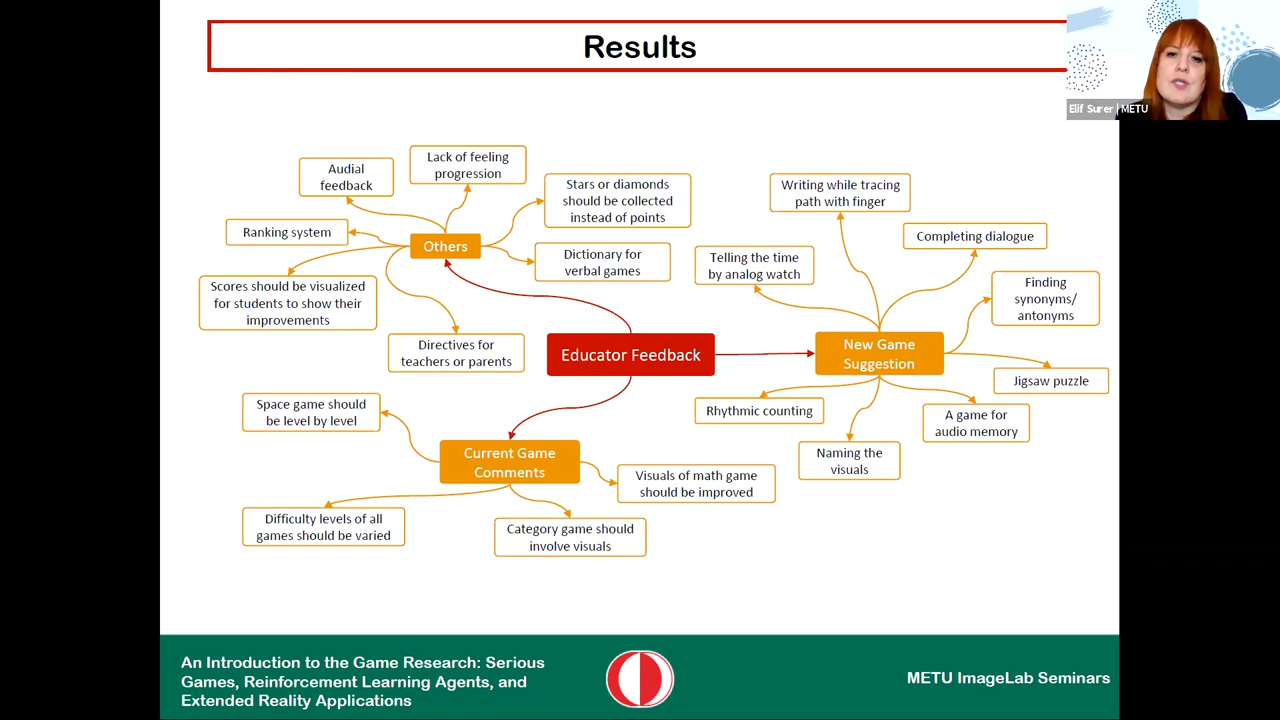 Results
Elif Surer | METU
Audial
feedback
Lack of feeling
progression
Stars or diamonds
should be collected
instead of points
Ranking system
Others
Dictionary for
verbal games
Scores should be visualized
for students to show their
improvements
Directives for
teachers or parents
Writing while tracing
path with finger
Completing dialogue
Telling the time
by analog watch
Finding
synonyms/
antonyms
Educator Feedback
New Game
Suggestion
Jigsaw puzzle
Rhythmic counting
A game for
audio memory
Naming the
visuals
Space game should
be level by level
Current Game
Comments
Visuals of math game
should be improved
Difficulty levels of all
games should be varied
Category game should
involve visuals
An Introduction to the Game Research: Serious
Games, Reinforcement Learning Agents, and
Extended Reality Applications
METU ImageLab Seminars